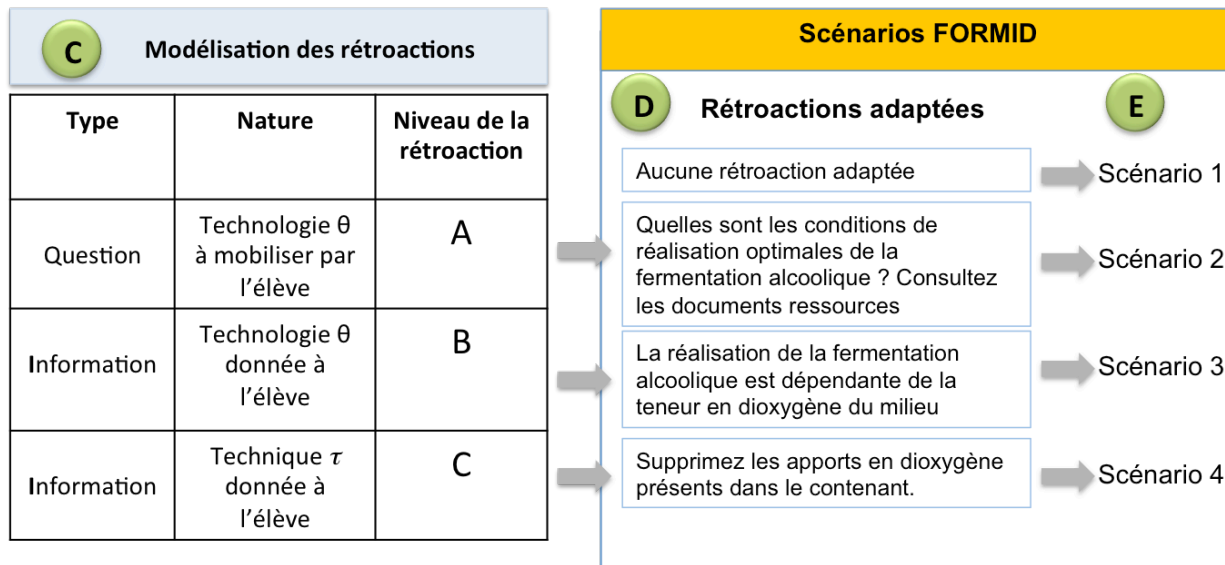 C
Modélisation des rétroactions
Type
Nature
Niveau de la
rétroaction
Question
Technologie θ
à mobiliser par
l'élève
A
Information
Technologie θ
donnée à
l'élève
B
Information
Technique τ
donnée à
l'élève
C
Scénarios FORMID
D
Rétroactions adaptées
E
Aucune rétroaction adaptée
Scénario 1
Quelles sont les conditions de
réalisation optimales de la
fermentation alcoolique ? Consultez
les documents ressources
Scénario 2
La réalisation de la fermentation
alcoolique est dépendante de la
teneur en dioxygène du milieu
Scénario 3
Supprimez les apports en dioxygène
présents dans le contenant.
Scénario 4